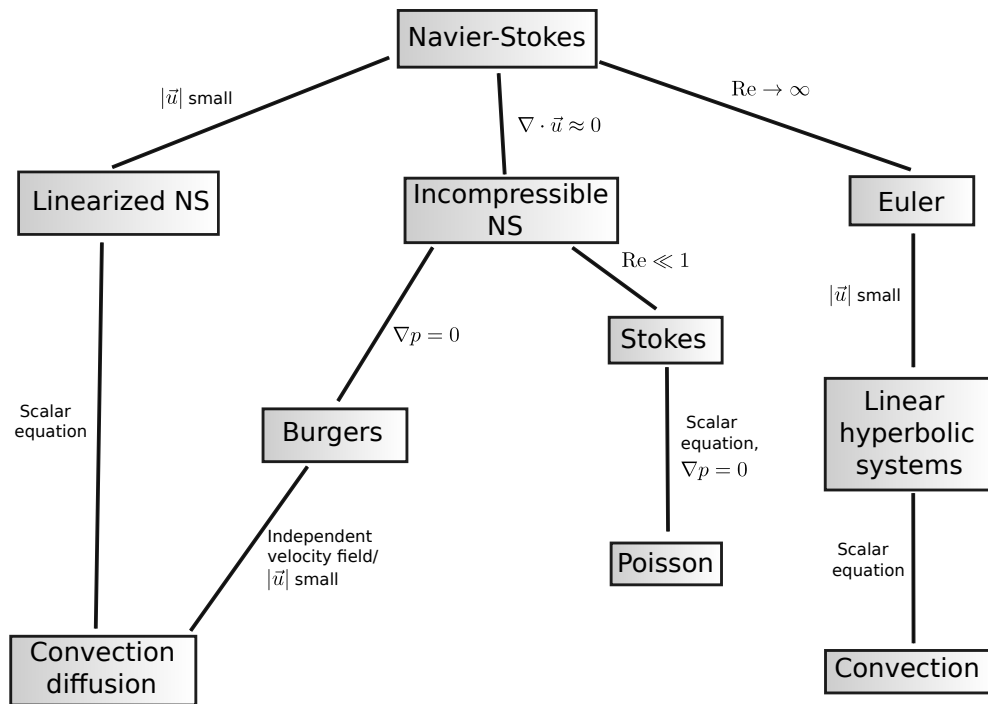 Navier-Stokes
|u⃗| small
∇ · u⃗ ≈ 0
Re → ∞
Linearized NS
Incompressible
NS
Euler
Re ≪ 1
|u⃗| small
∇p = 0
Stokes
Scalar
equation
Burgers
Scalar
equation,
∇p = 0
Linear
hyperbolic
systems
Independent
velocity field/
|u⃗| small
Poisson
Scalar
equation
Convection
diffusion
Convection